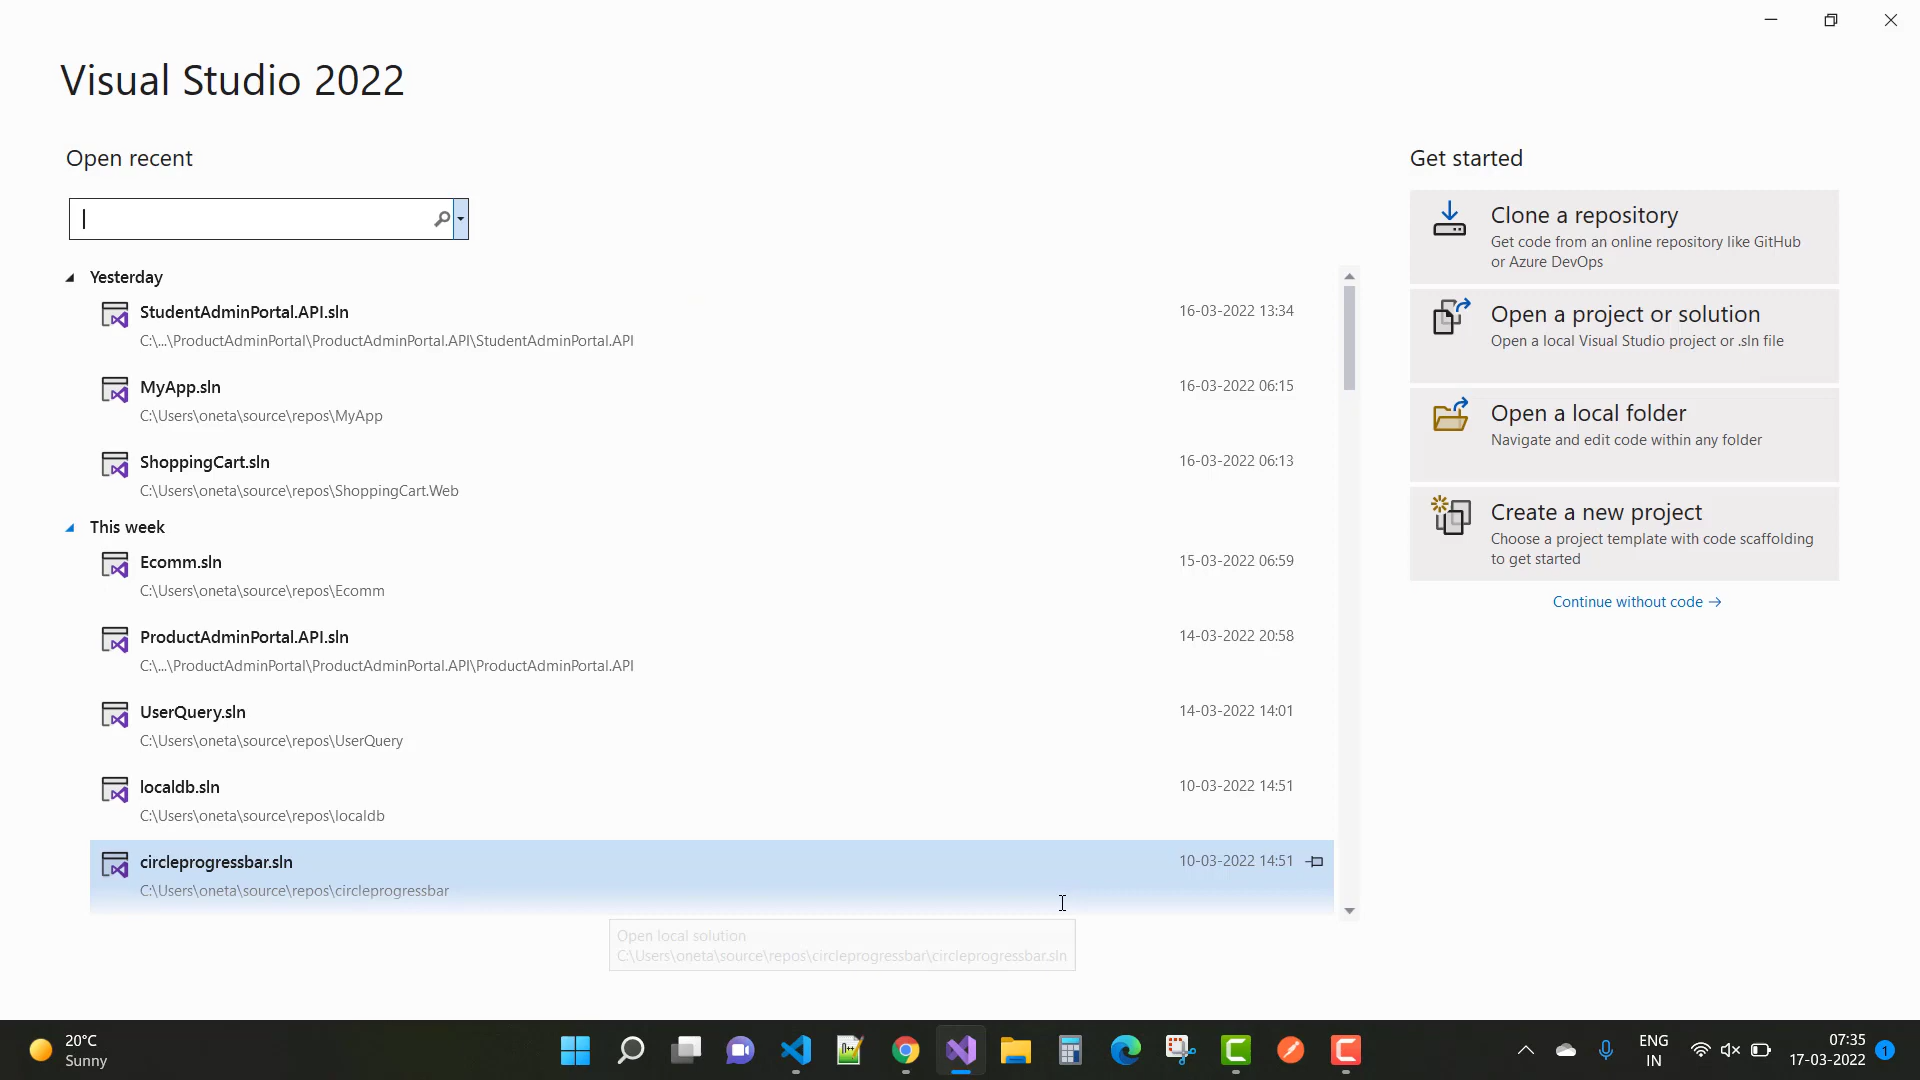 Visual Studio 2022
Open recent
Yesterday
StudentAdminPortal.API.sln
16-03-2022 13:34
C:\...\ProductAdminPortal\ProductAdminPortal.API\StudentAdminPortal.API
MyApp.sln
16-03-2022 06:15
C:\Users\oneta\source\repos\MyApp
ShoppingCart.sln
16-03-2022 06:13
C:\Users\oneta\source\repos\ShoppingCart.Web
This week
Ecomm.sln
15-03-2022 06:59
C:\Users\oneta\source\repos\Ecomm
ProductAdminPortal.API.sln
14-03-2022 20:58
C:\...\ProductAdminPortal\ProductAdminPortal.API\ProductAdminPortal.API
UserQuery.sln
14-03-2022 14:01
C:\Users\oneta\source\repos\UserQuery
localdb.sln
10-03-2022 14:51
C:\Users\oneta\source\repos\localdb
circleprogressbar.sln
10-03-2022 14:51
C:\Users\oneta\source\repos\circleprogressbar
Open local solution
C:\Users\oneta\source\repos\circleprogressbar\circleprogressbar.sln
Get started
Clone a repository
Get code from an online repository like GitHub
or Azure DevOps
Open a project or solution
Open a local Visual Studio project or .sln file
Open a local folder
Navigate and edit code within any folder
Create a new project
Choose a project template with code scaffolding
to get started
Continue without code →
20°C
Sunny
ENG
IN
07:35
17-03-2022
1